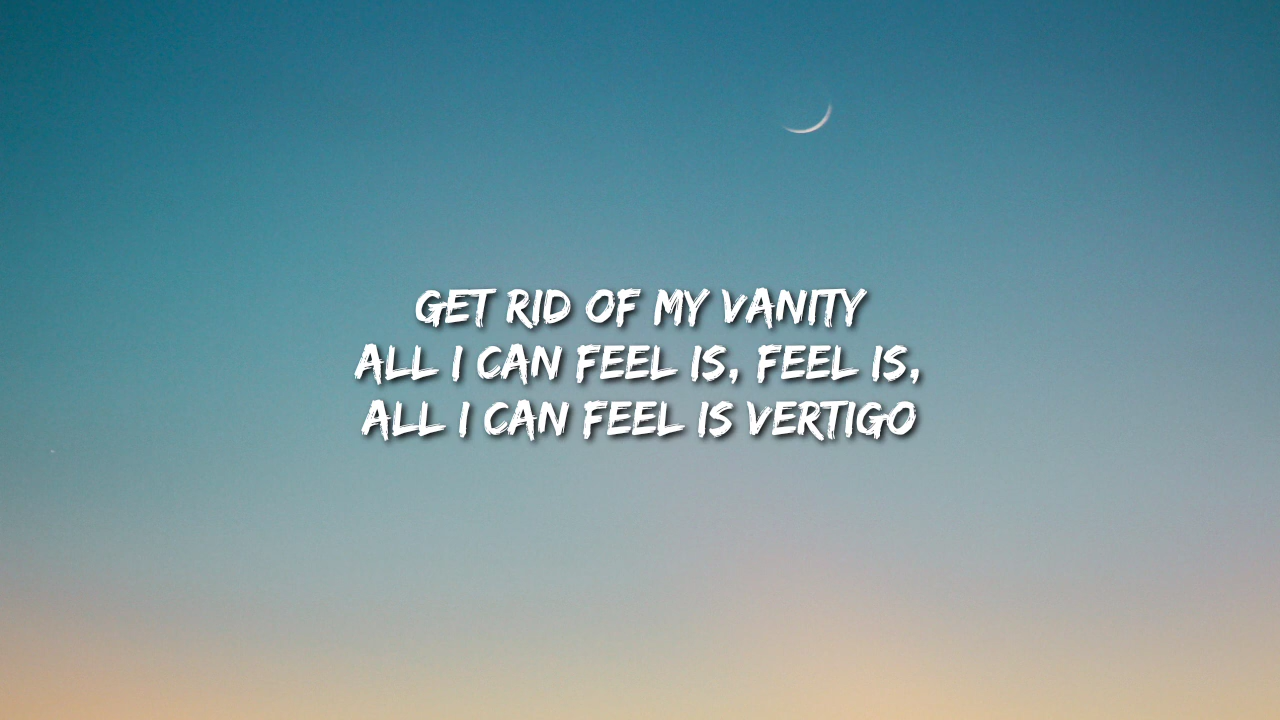 GET RID OF MY VANITY
ALL I CAN FEEL IS, FEEL IS,
ALL I CAN FEEL IS VERTIGO